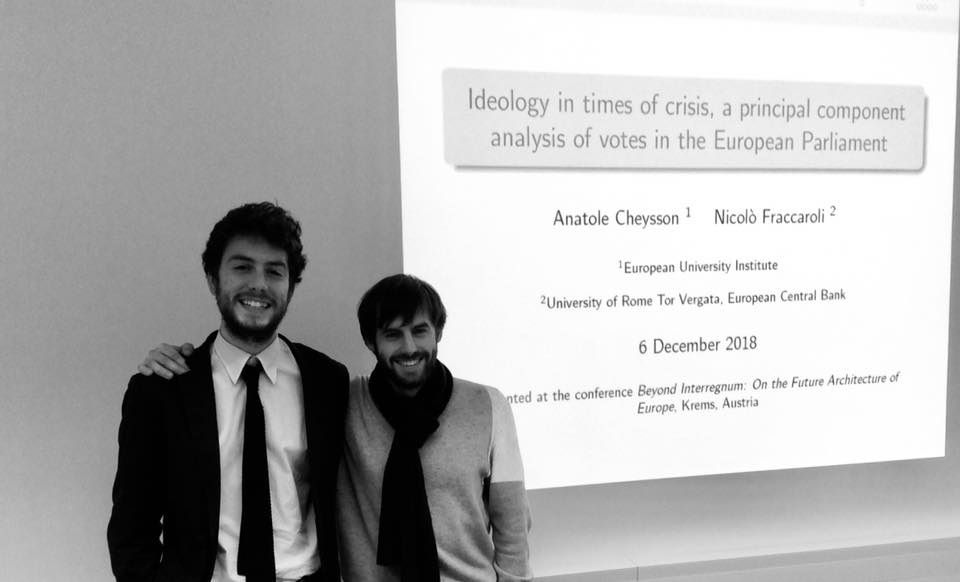 Ideology in times of crisis, a principal component
analysis of votes in the European Parliament
Anatole Cheysson 1 Nicolò Fraccaroli 2
1European University Institute
2University of Rome Tor Vergata, European Central Bank
6 December 2018
nted at the conference Beyond Interregnum: On the Future Architecture of
Europe, Krems, Austria